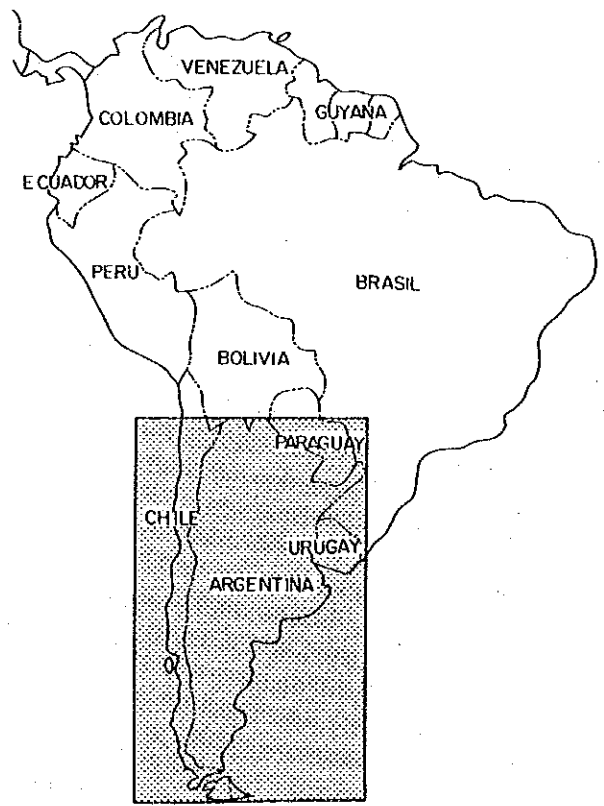 VENEZUELA
COLOMBIA
GUYANA
ECUADOR
PERU
BRASIL
BOLIVIA
PARAGUAY
CHILE
URUGAY
ARGENTINA